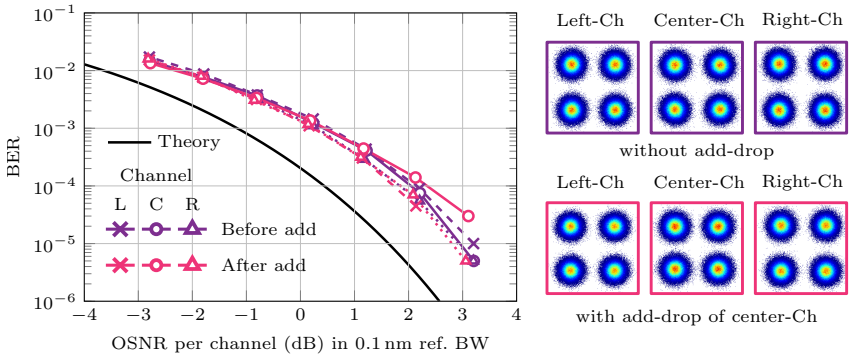 10⁻¹
10⁻²
10⁻³
10⁻⁴
10⁻⁵
10⁻⁶
BER
−4 −3 −2 −1 0 1 2 3 4
OSNR per channel (dB) in 0.1 nm ref. BW
Theory
Channel
L C R
Before add
After add
Left-Ch Center-Ch Right-Ch
without add-drop
Left-Ch Center-Ch Right-Ch
with add-drop of center-Ch